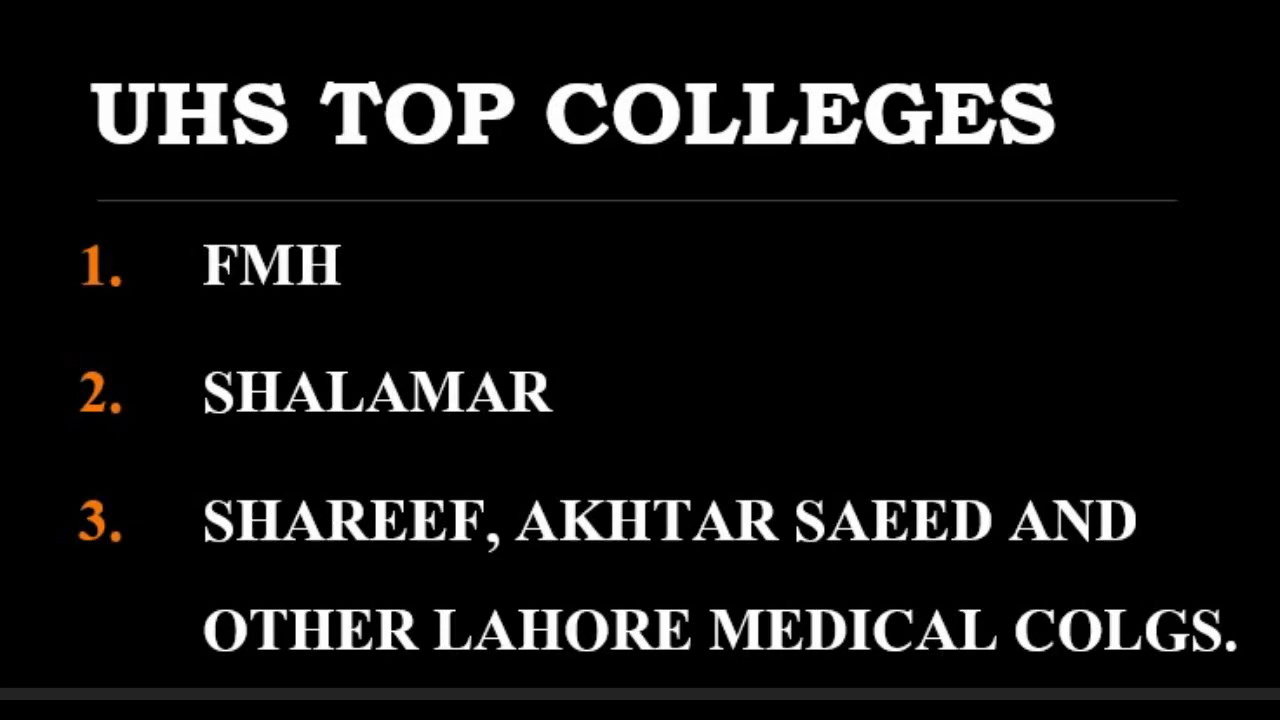 UHS TOP COLLEGES
1. FMH
2. SHALAMAR
3. SHAREEF, AKHTAR SAEED AND
OTHER LAHORE MEDICAL COLGS.